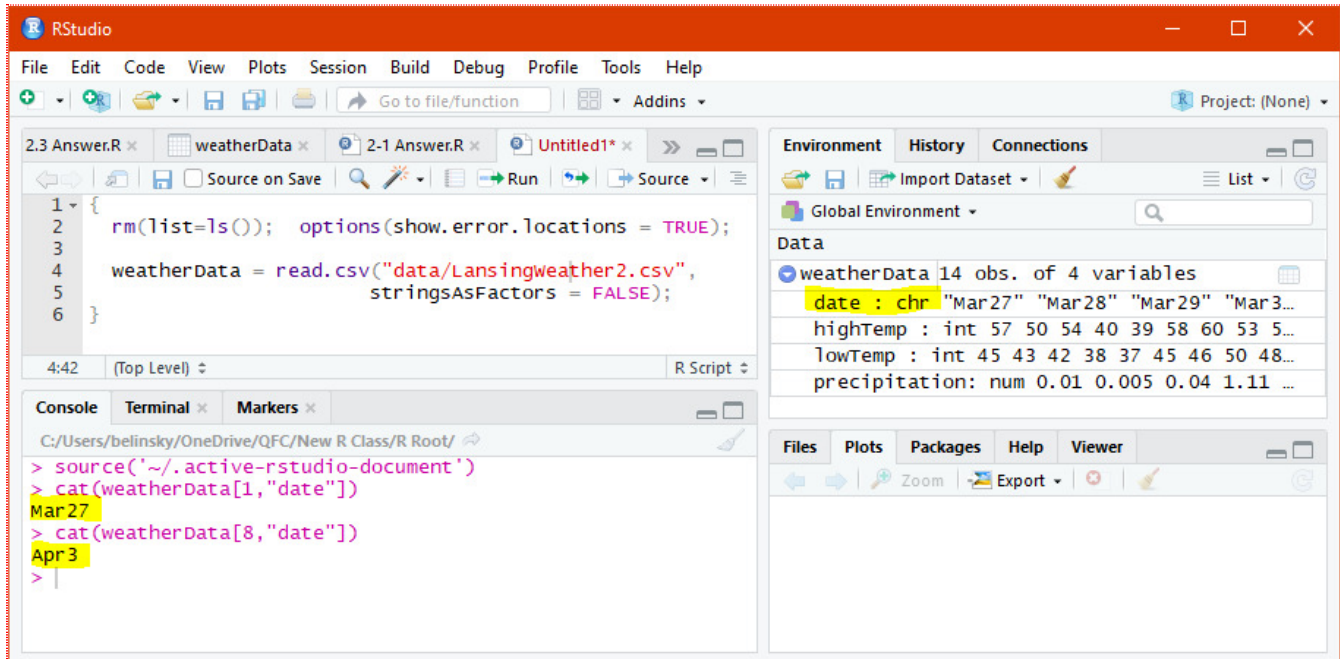 RStudio
File Edit Code View Plots Session Build Debug Profile Tools Help
Go to file/function Addins Project: (None)
2.3 Answer.R weatherData 2-1 Answer.R Untitled1*
Source on Save Run Source
1 {
2 rm(list=ls()); options(show.error.locations = TRUE);
3
4 weatherData = read.csv("data/LansingWeather2.csv",
5 stringsAsFactors = FALSE);
6 }
4:42 (Top Level) R Script
Console Terminal Markers
C:/Users/belinsky/OneDrive/QFC/New R Class/R Root/
> source('~/.active-rstudio-document')
> cat(weatherData[1,"date"])
Mar27
> cat(weatherData[8,"date"])
Apr3
>
Environment History Connections
Import Dataset List
Global Environment
Data
weatherData 14 obs. of 4 variables
date : chr "Mar27" "Mar28" "Mar29" "Mar3…
highTemp : int 57 50 54 40 39 58 60 53 5…
lowTemp : int 45 43 42 38 37 45 46 50 48…
precipitation: num 0.01 0.005 0.04 1.11 …
Files Plots Packages Help Viewer
Zoom Export